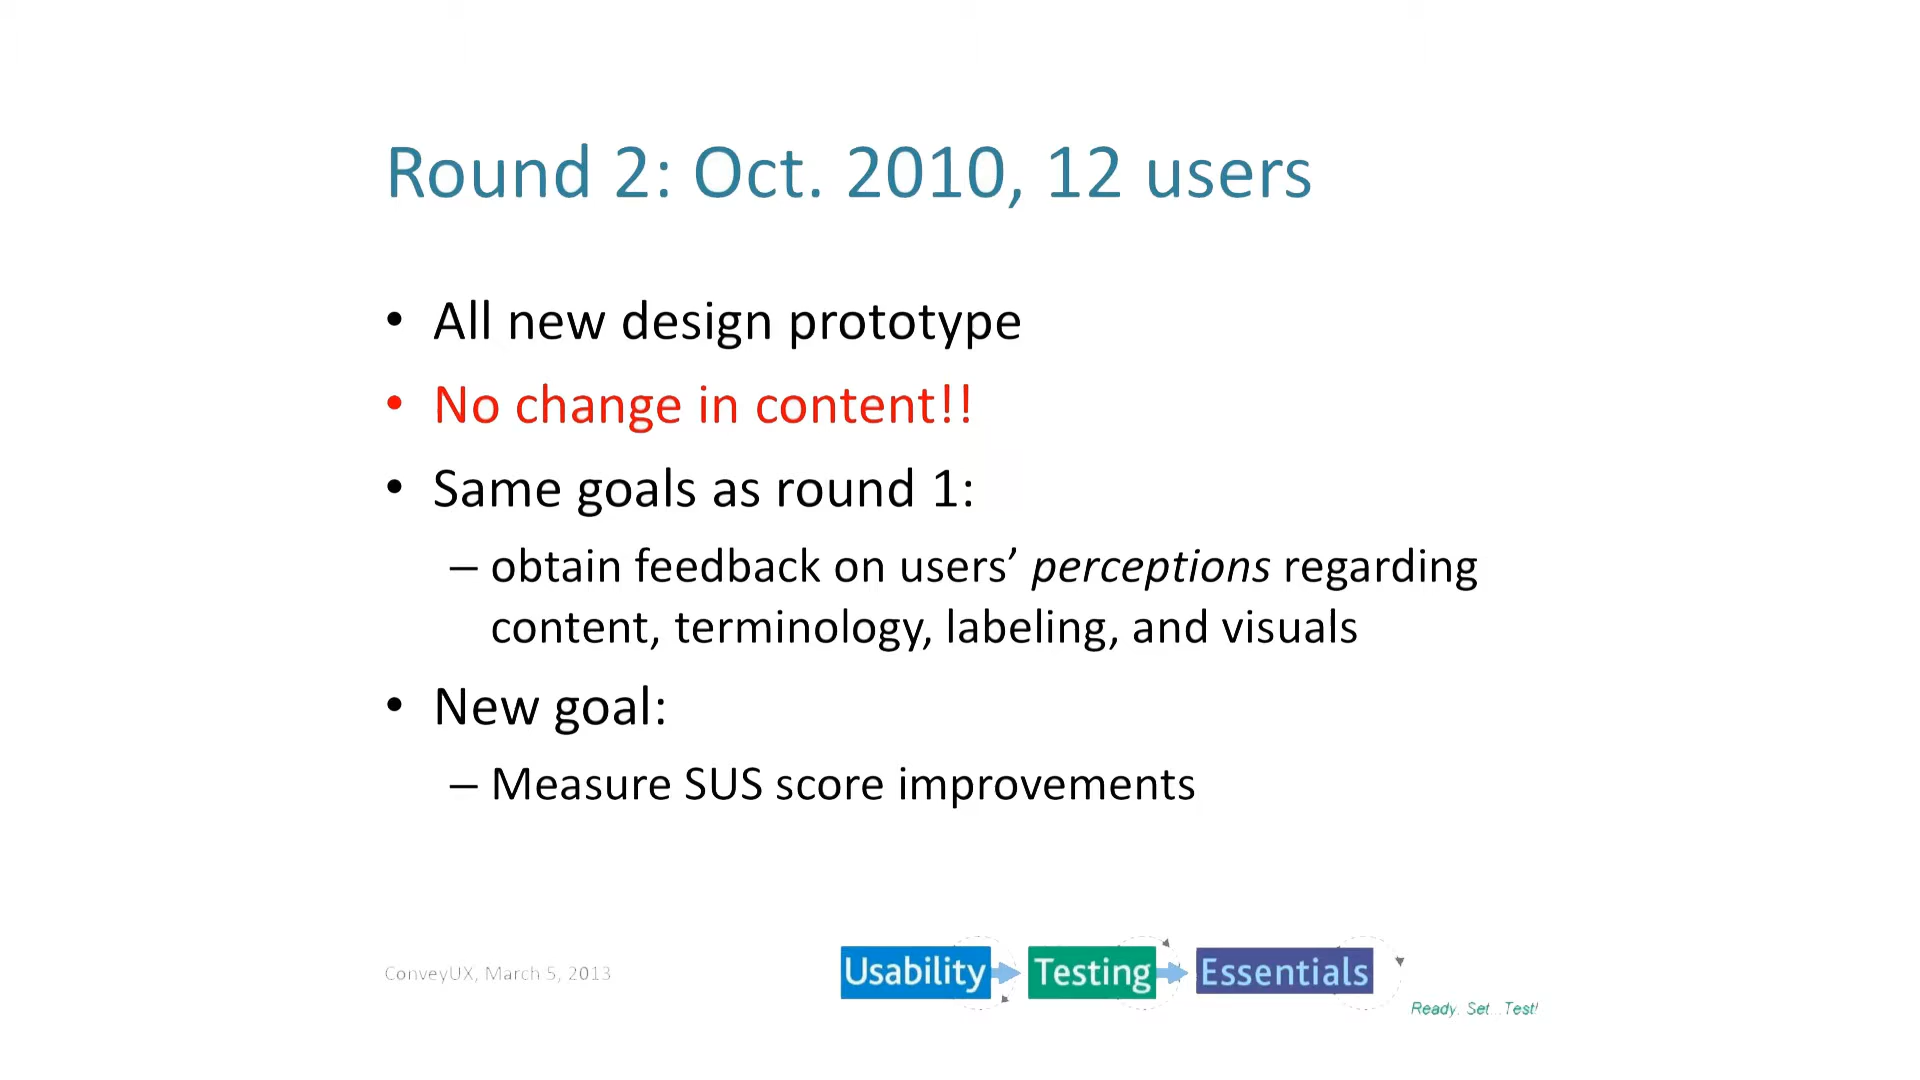 Round 2: Oct. 2010, 12 users
• All new design prototype
• No change in content!!
• Same goals as round 1:
– obtain feedback on users’ perceptions regarding
content, terminology, labeling, and visuals
• New goal:
– Measure SUS score improvements
ConveyUX, March 5, 2013
Usability Testing Essentials
Ready. Set...Test!